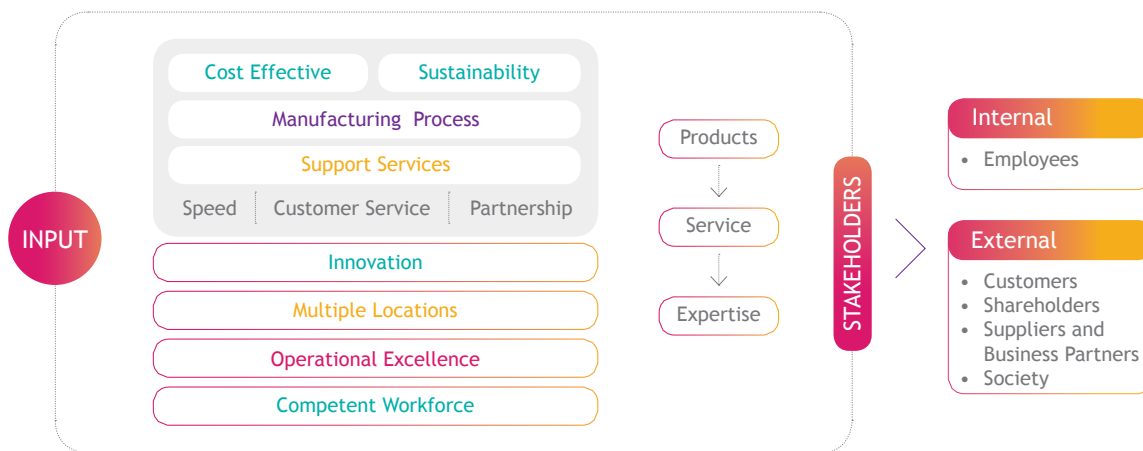 INPUT
Cost Effective
Sustainability
Manufacturing Process
Support Services
Speed
Customer Service
Partnership
Innovation
Multiple Locations
Operational Excellence
Competent Workforce
Products
Service
Expertise
STAKEHOLDERS
Internal
• Employees
External
• Customers
• Shareholders
• Suppliers and
Business Partners
• Society